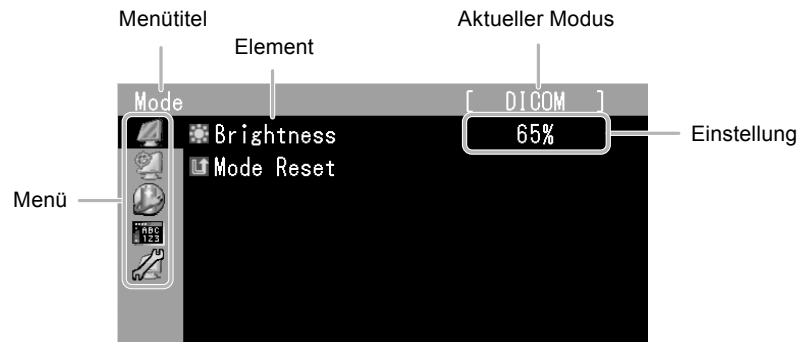 Menütitel
Aktueller Modus
Element
Mode [ DICOM ]
Brightness 65%
Einstellung
Mode Reset
Menü
ABC
123